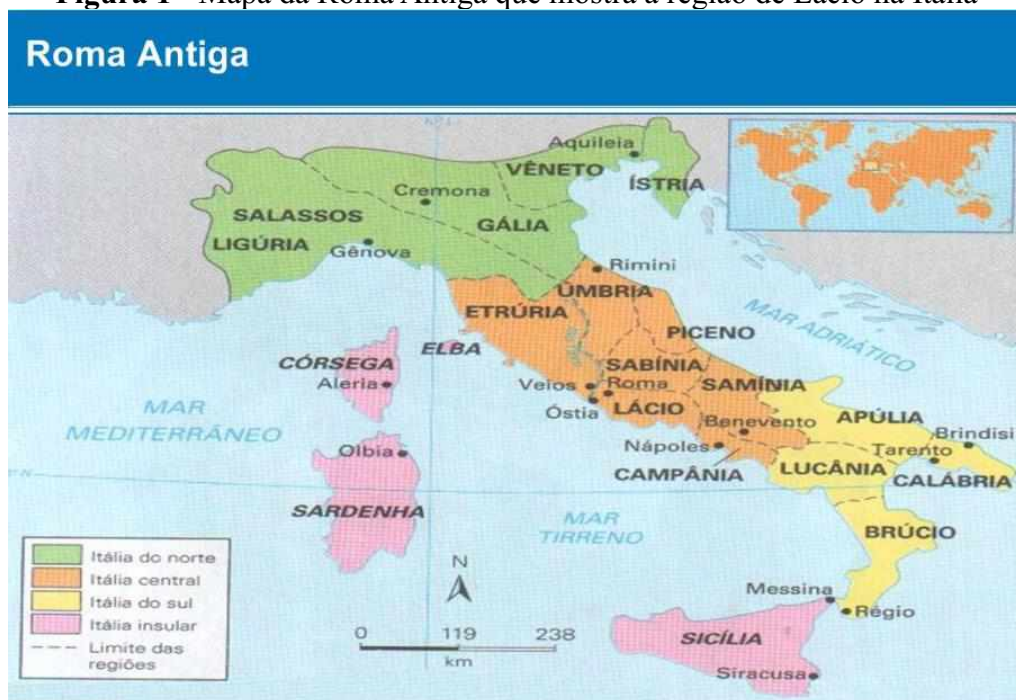 Figura 1 - Mapa da Roma Antiga que mostra a região de Lácio na Itália
Roma Antiga
Aquileia
VÊNETO
ÍSTRIA
Cremona
SALASSOS
GÁLIA
LIGÚRIA
Gênova
Rimini
ÚMBRIA
ETRÚRIA
PICENO
MAR ADRIÁTICO
ELBA
CÓRSEGA
Aleria
SABÍNIA
Veios
Roma
SAMÍNIA
Óstia
LÁCIO
MAR
MEDITERRÂNEO
Benevento
APÚLIA
Brindisi
Olbia
Nápoles
Tarento
CAMPÂNIA
LUCÂNIA
CALÁBRIA
SARDENHA
MAR
TIRRENO
BRÚCIO
Itália do norte
Itália central
Itália do sul
Itália insular
Limite das
regiões
N
0 119 238
km
Messina
Régio
SICÍLIA
Siracusa